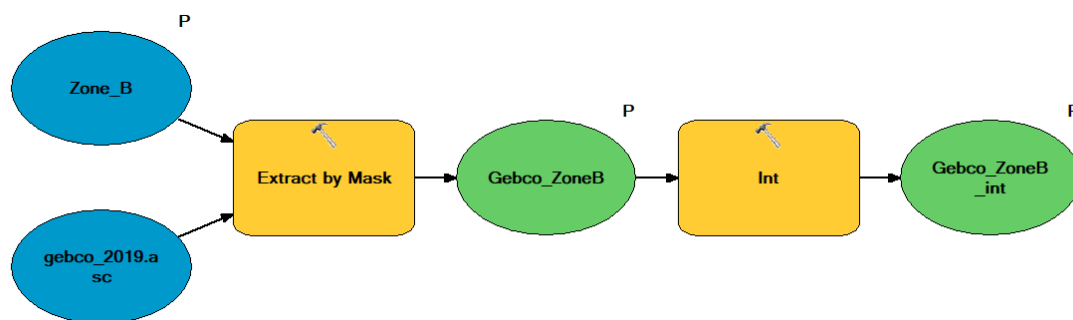 P
Zone_B
P
P
Extract by Mask
Gebco_ZoneB
Int
Gebco_ZoneB
_int
gebco_2019.a
sc